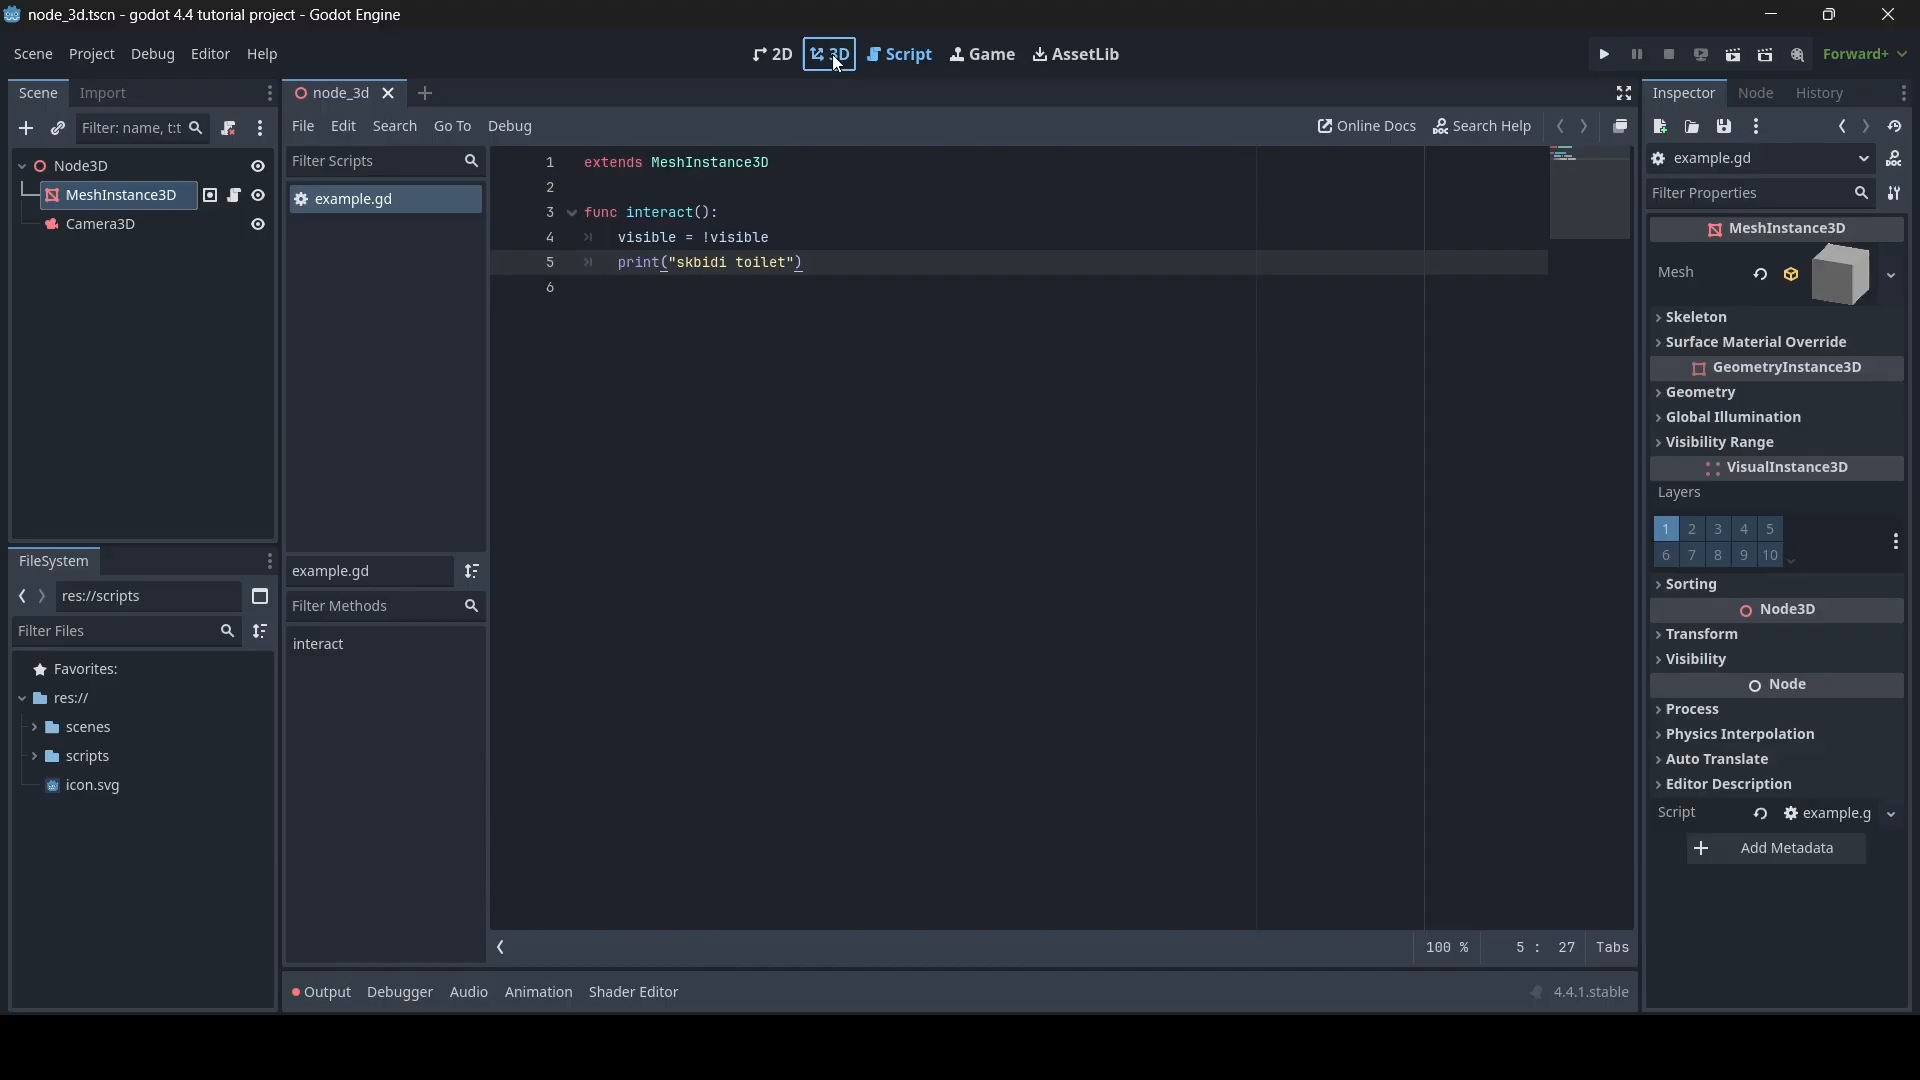 node_3d.tscn - godot 4.4 tutorial project - Godot Engine
Scene Project Debug Editor Help
2D 3D Script Game AssetLib
Forward+
Scene Import
Filter: name, t:t
Node3D
MeshInstance3D
Camera3D
FileSystem
res://scripts
Filter Files
Favorites:
res://
scenes
scripts
icon.svg
node_3d
File Edit Search Go To Debug
Online Docs Search Help
Filter Scripts
example.gd
example.gd
Filter Methods
interact
1 extends MeshInstance3D
2
3 func interact():
4 visible = !visible
5 print("skbidi toilet")
6
100 % 5 : 27 Tabs
Output Debugger Audio Animation Shader Editor
4.4.1.stable
Inspector Node History
example.gd
Filter Properties
MeshInstance3D
Mesh
Skeleton
Surface Material Override
GeometryInstance3D
Geometry
Global Illumination
Visibility Range
VisualInstance3D
Layers
1 2 3 4 5
6 7 8 9 10
Sorting
Node3D
Transform
Visibility
Node
Process
Physics Interpolation
Auto Translate
Editor Description
Script example.g
Add Metadata